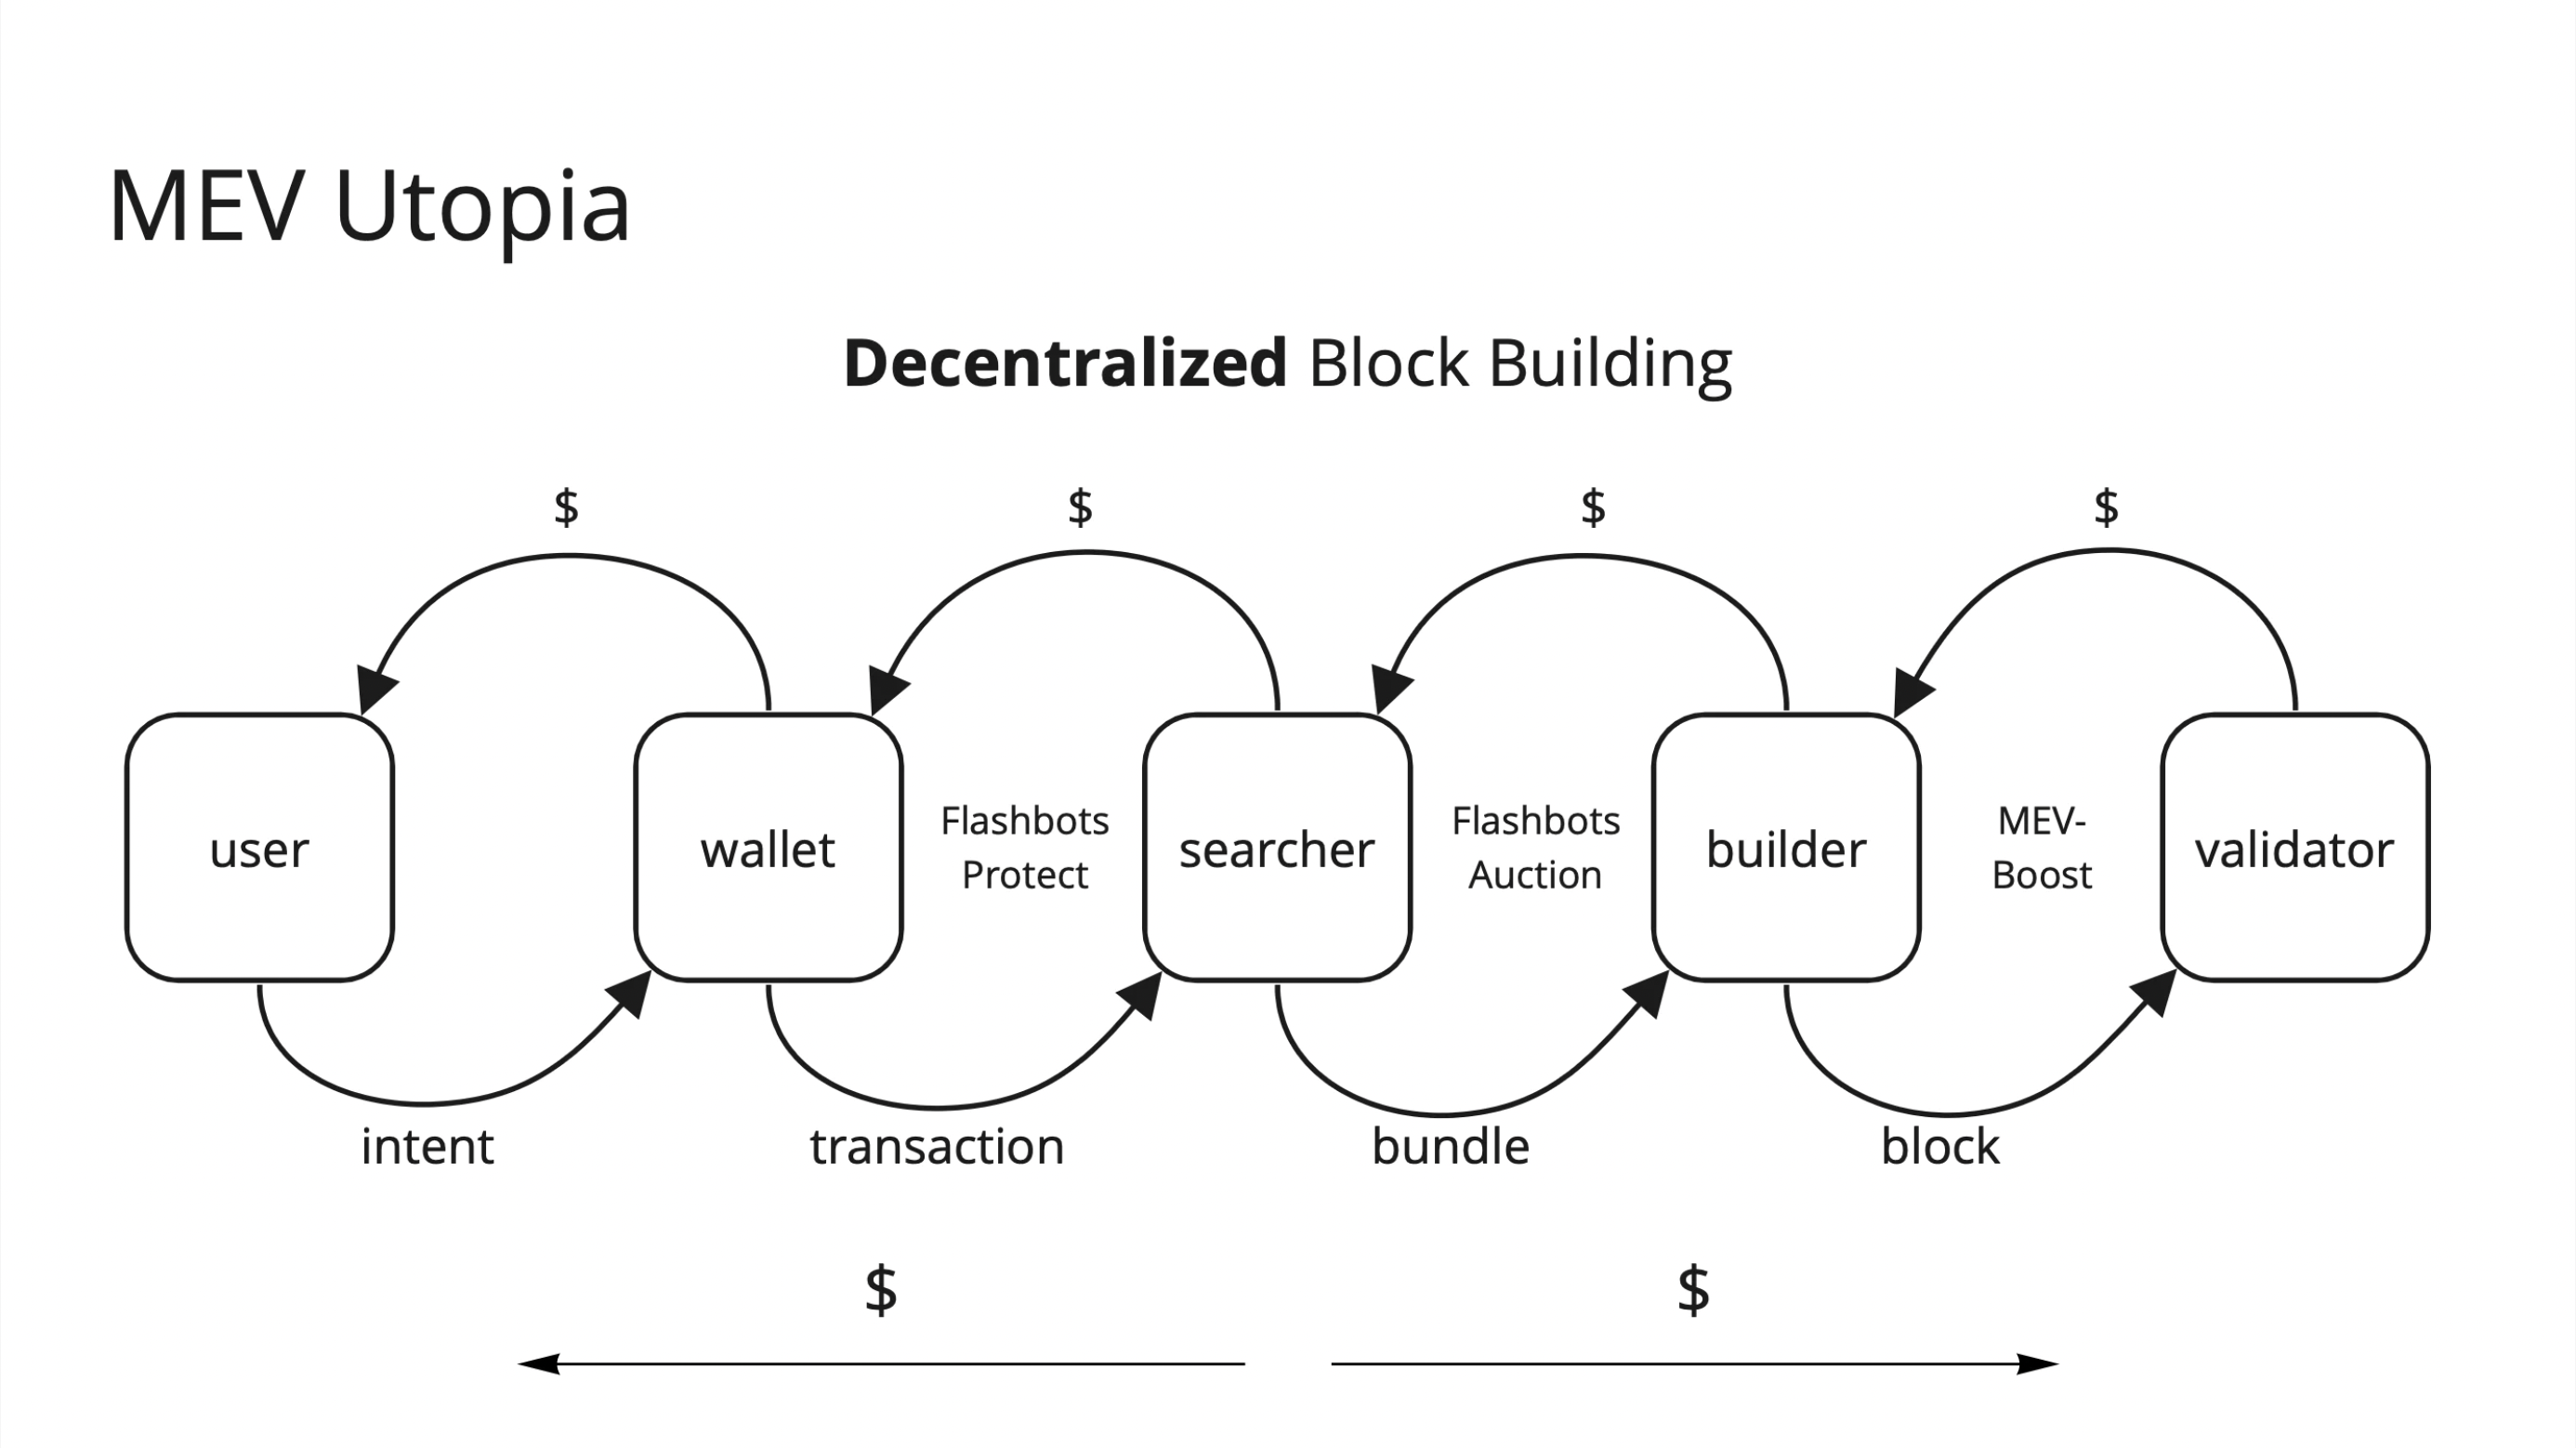 MEV Utopia
Decentralized Block Building
$ $ $ $
user
wallet
Flashbots
Protect
searcher
Flashbots
Auction
builder
MEV-
Boost
validator
intent
transaction
bundle
block
$ $